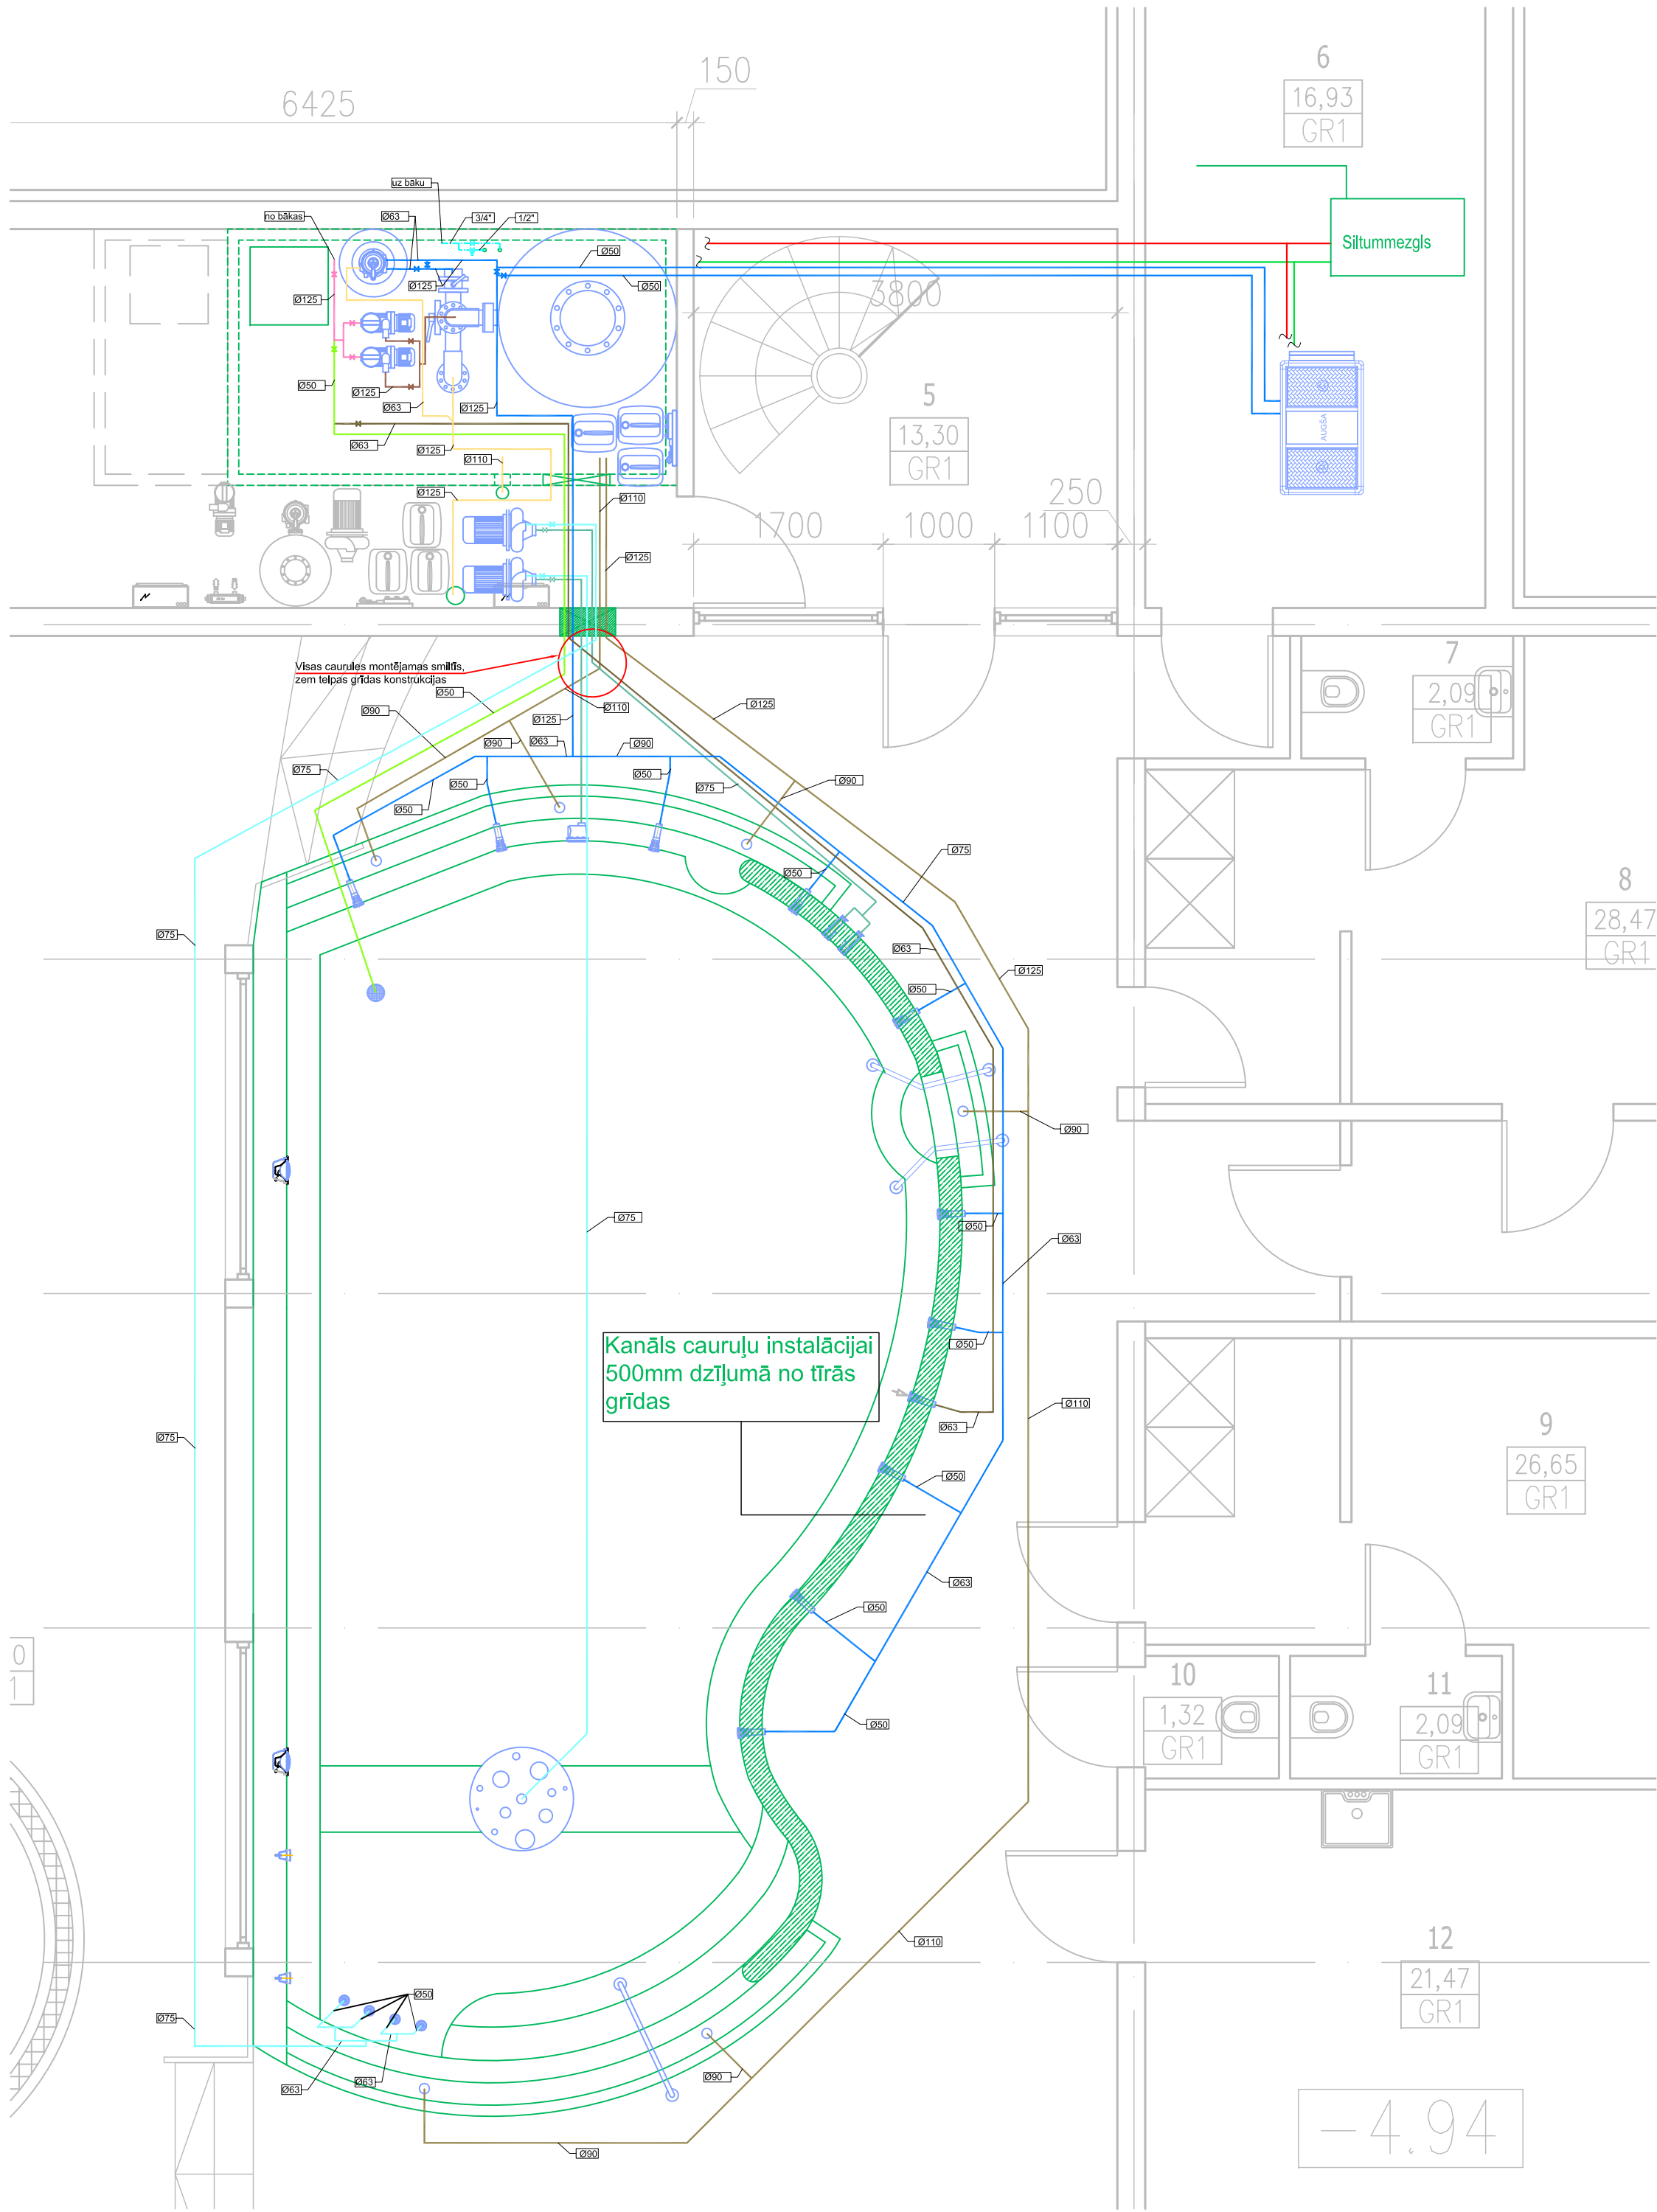 6
16,93
GR1
150
6425
uz bāku
no bākas
Ø63
3/4"
1/2"
Siltummezgls
Ø50
Ø50
Ø125
Ø125
3800
Ø50
Ø125
Ø63
Ø125
AUGŠA
5
13,30
GR1
Ø63
Ø125
Ø110
Ø125
Ø110
250
1700
1000
1100
Ø125
Visas caurules montējamas smiltīs,
zem telpas grīdas konstrukcijas
7
2,09
GR1
Ø50
Ø90
Ø110
Ø125
Ø125
Ø90
Ø63
Ø90
Ø75
Ø50
Ø50
Ø50
Ø75
Ø90
Ø75
Ø50
8
28,47
GR1
Ø75
Ø63
Ø125
Ø50
Ø90
Ø75
Ø50
Ø63
Kanāls cauruļu instalācijai
500mm dziļumā no tīrās
grīdas
Ø50
Ø110
Ø63
Ø75
9
26,65
GR1
Ø50
Ø63
Ø50
0
1
10
1,32
GR1
11
2,09
GR1
Ø50
Ø110
12
21,47
GR1
Ø50
Ø75
Ø63
Ø63
Ø90
Ø90
-4.94